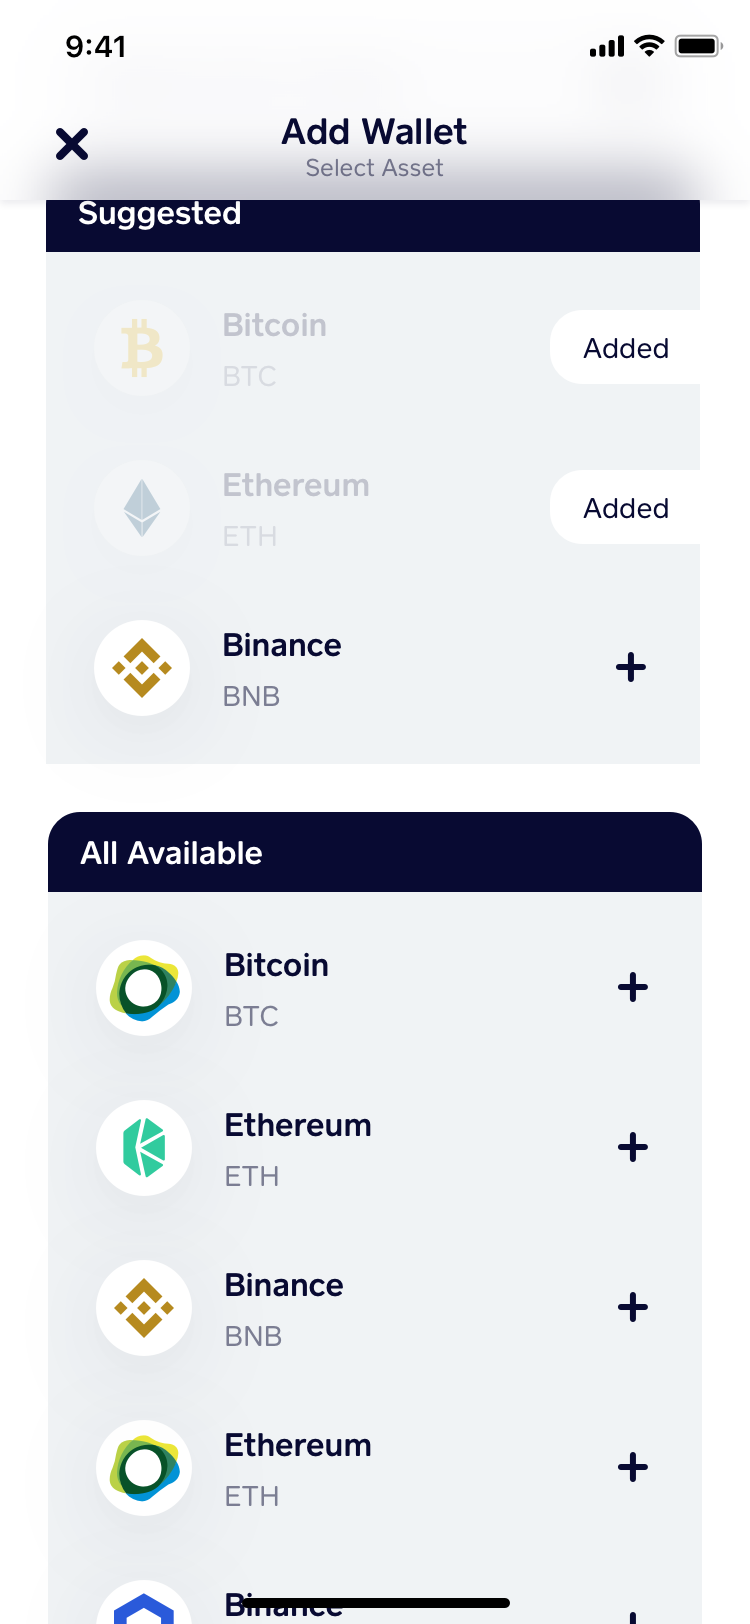 9:41
Add Wallet
Select Asset
Suggested
Bitcoin
BTC
Added
Ethereum
ETH
Added
Binance
BNB
All Available
Bitcoin
BTC
Ethereum
ETH
Binance
BNB
Ethereum
ETH
Binance